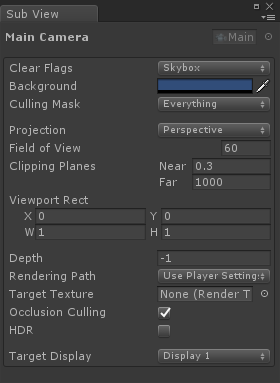 Sub View
Main Camera Main
Clear Flags Skybox
Background
Culling Mask Everything
Projection Perspective
Field of View 60
Clipping Planes Near 0.3
Far 1000
Viewport Rect
X 0 Y 0
W 1 H 1
Depth -1
Rendering Path Use Player Settings
Target Texture None (Render T
Occlusion Culling
HDR
Target Display Display 1